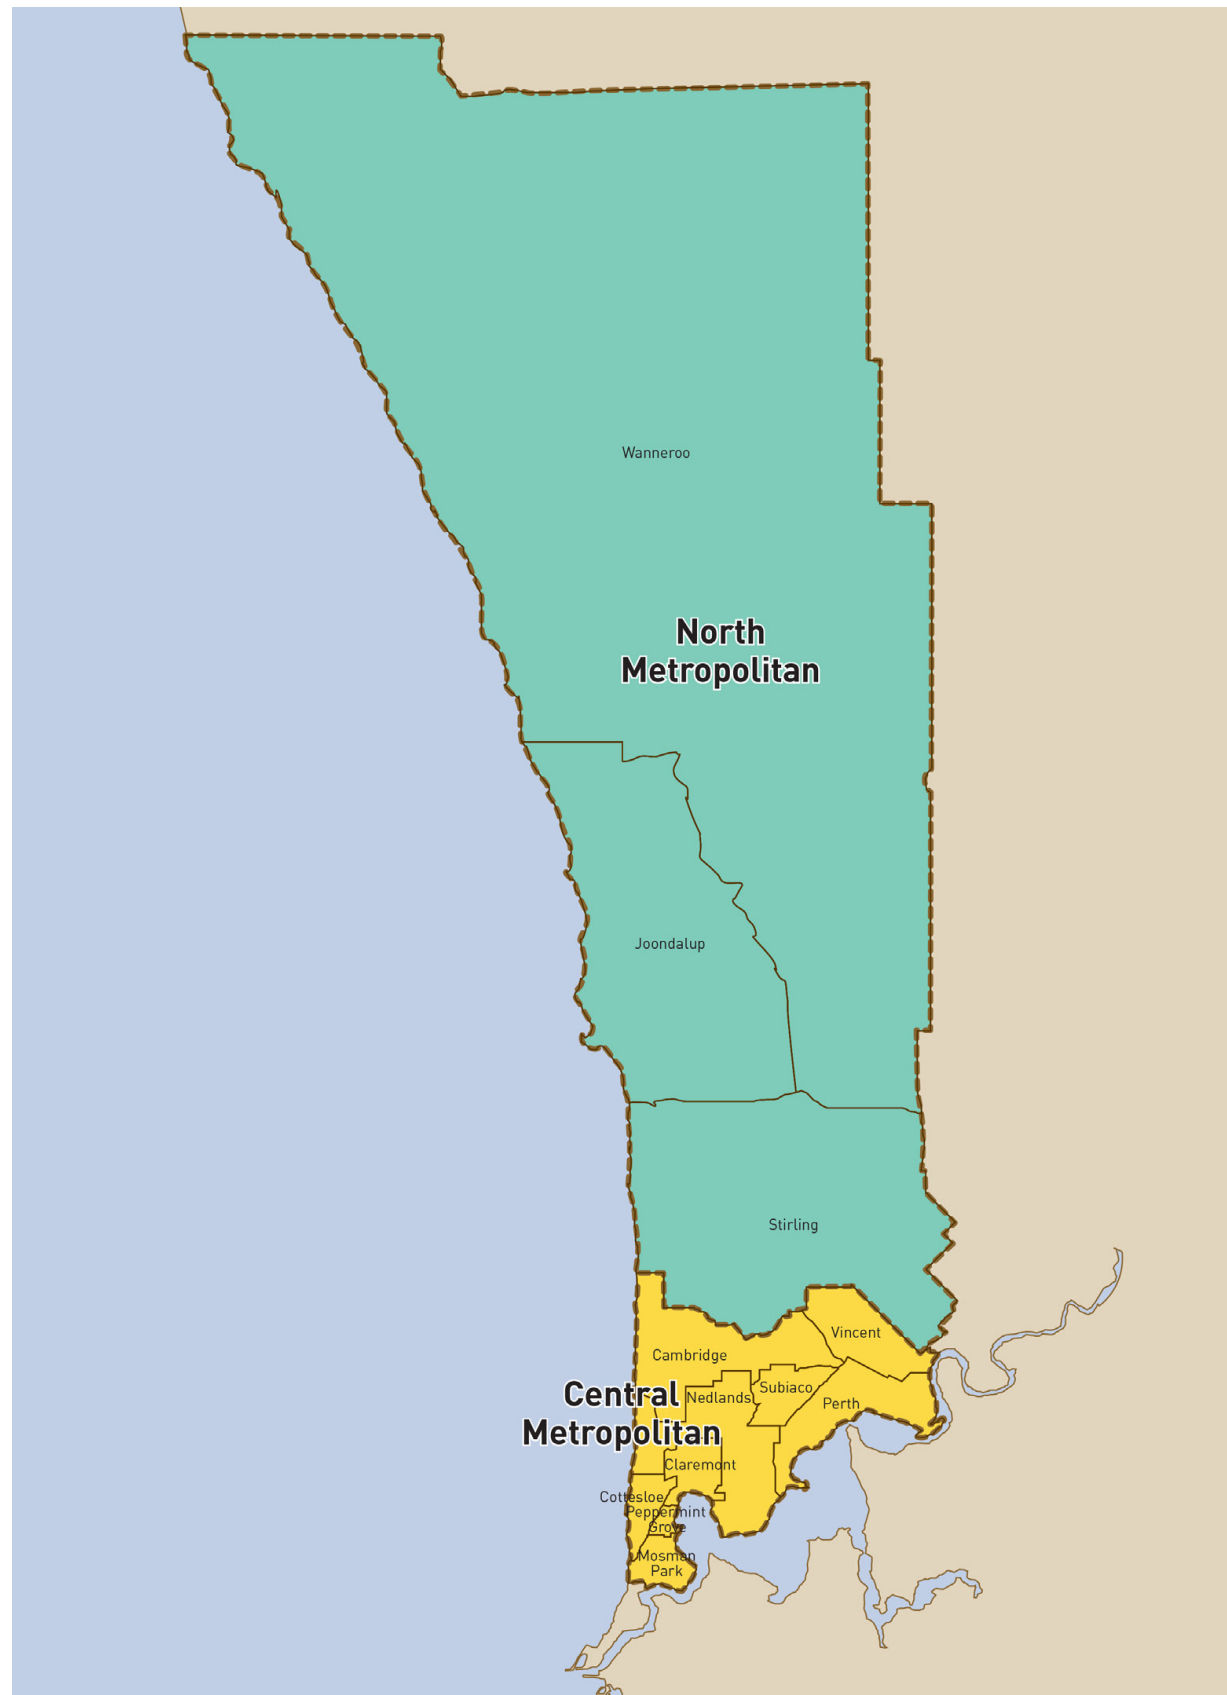 Wanneroo
North
Metropolitan
Joondalup
Stirling
Vincent
Cambridge
Central
Metropolitan
Nedlands
Subiaco
Perth
Claremont
Cottesloe
Peppermint
Grove
Mosman
Park